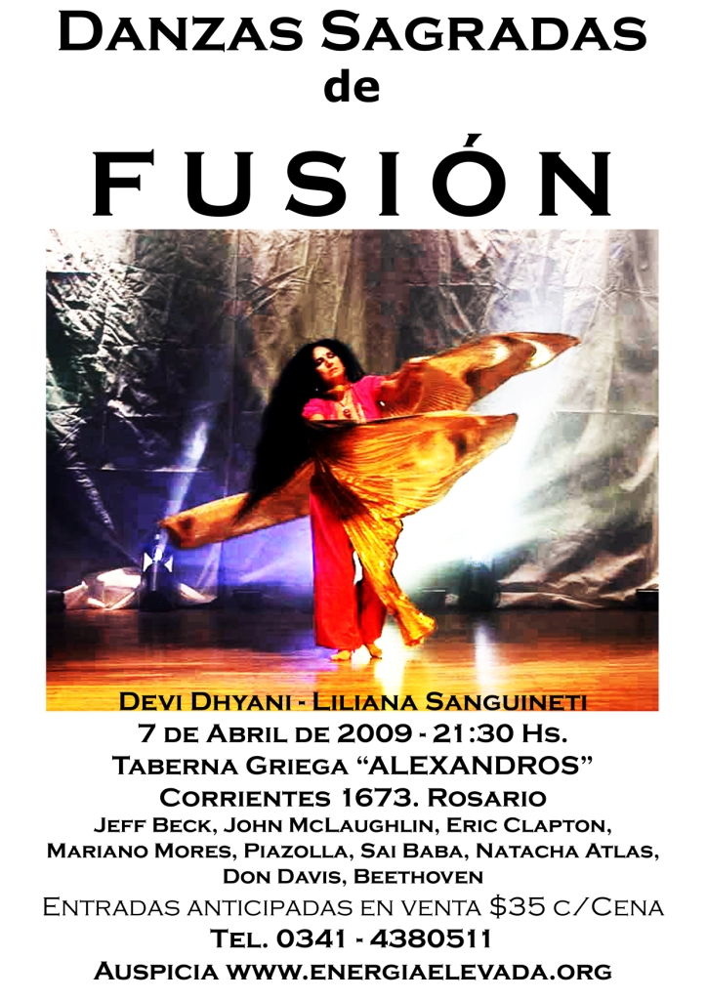 Danzas Sagradas
de
FUSIÓN
Devi Dhyani - Liliana Sanguineti
7 de Abril de 2009 - 21:30 Hs.
Taberna Griega “ALEXANDROS”
Corrientes 1673. Rosario
Jeff Beck, John McLaughlin, Eric Clapton,
Mariano Mores, Piazolla, Sai Baba, Natacha Atlas,
Don Davis, Beethoven
Entradas anticipadas en venta $35 c/Cena
Tel. 0341 - 4380511
Auspicia www.energiaelevada.org